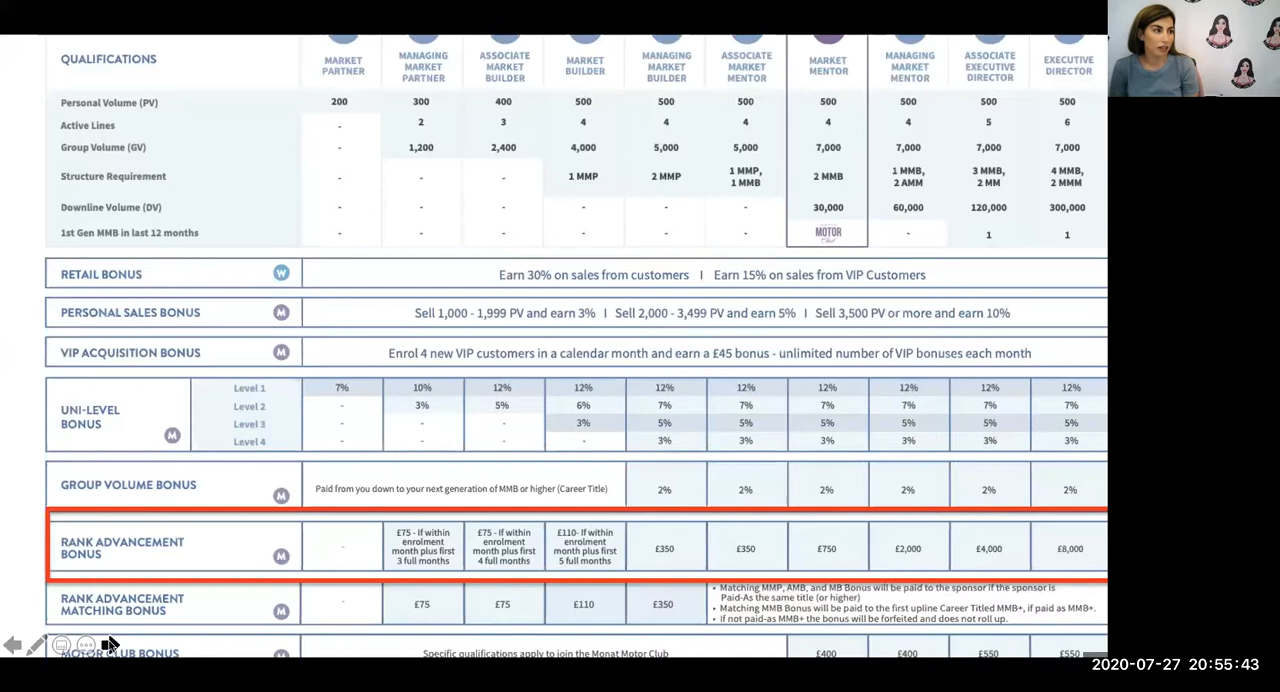 QUALIFICATIONS
MARKET PARTNER
MANAGING MARKET PARTNER
ASSOCIATE MARKET BUILDER
MARKET BUILDER
MANAGING MARKET BUILDER
ASSOCIATE MARKET MENTOR
MARKET MENTOR
MANAGING MARKET MENTOR
ASSOCIATE EXECUTIVE DIRECTOR
EXECUTIVE DIRECTOR
Personal Volume (PV) 200 300 400 500 500 500 500 500 500 500
Active Lines - 2 3 4 4 4 4 4 5 6
Group Volume (GV) - 1,200 2,400 4,000 5,000 5,000 7,000 7,000 7,000 7,000
Structure Requirement - - - 1 MMP 2 MMP 1 MMP, 1 MMB 2 MMB 1 MMB, 2 AMM 3 MMB, 2 MM 4 MMB, 2 MMM
Downline Volume (DV) - - - - - - 30,000 60,000 120,000 300,000
1st Gen MMB in last 12 months - - - - - - MOTOR Club - 1 1
RETAIL BONUS W Earn 30% on sales from customers I Earn 15% on sales from VIP Customers
PERSONAL SALES BONUS M Sell 1,000 - 1,999 PV and earn 3% I Sell 2,000 - 3,499 PV and earn 5% I Sell 3,500 PV or more and earn 10%
VIP ACQUISITION BONUS M Enrol 4 new VIP customers in a calendar month and earn a £45 bonus - unlimited number of VIP bonuses each month
UNI-LEVEL BONUS M
Level 1 7% 10% 12% 12% 12% 12% 12% 12% 12% 12%
Level 2 - 3% 5% 6% 7% 7% 7% 7% 7% 7%
Level 3 - - - 3% 5% 5% 5% 5% 5% 5%
Level 4 - - - - 3% 3% 3% 3% 3% 3%
GROUP VOLUME BONUS M Paid from you down to your next generation of MMB or higher (Career Title) 2% 2% 2% 2% 2% 2%
RANK ADVANCEMENT BONUS M - £75 - If within enrolment month plus first 3 full months £75 - If within enrolment month plus first 4 full months £110- If within enrolment month plus first 5 full months £350 £350 £750 £2,000 £4,000 £8,000
RANK ADVANCEMENT MATCHING BONUS M - £75 £75 £110 £350
• Matching MMP, AMB, and MB Bonus will be paid to the sponsor if the sponsor is
Paid-As the same title (or higher)
• Matching MMB Bonus will be paid to the first upline Career Titled MMB+, if paid as MMB+.
• If not paid-as MMB+ the bonus will be forfeited and does not roll up.
MOTOR CLUB BONUS M Specific qualifications apply to join the Monat Motor Club £400 £400 £550 £550
2020-07-27 20:55:43